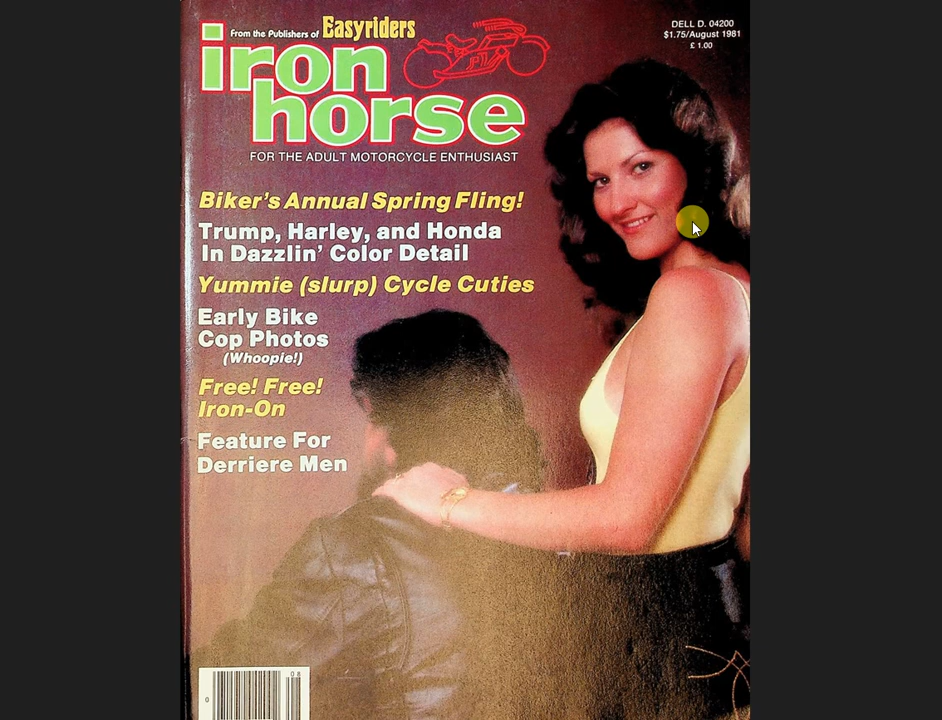 From the Publishers of Easyriders
iron
horse
FOR THE ADULT MOTORCYCLE ENTHUSIAST
DELL D. 04200
$1.75/August 1981
£ 1.00
Biker's Annual Spring Fling!
Trump, Harley, and Honda
In Dazzlin' Color Detail
Yummie (slurp) Cycle Cuties
Early Bike
Cop Photos
(Whoopie!)
Free! Free!
Iron-On
Feature For
Derriere Men
08
0